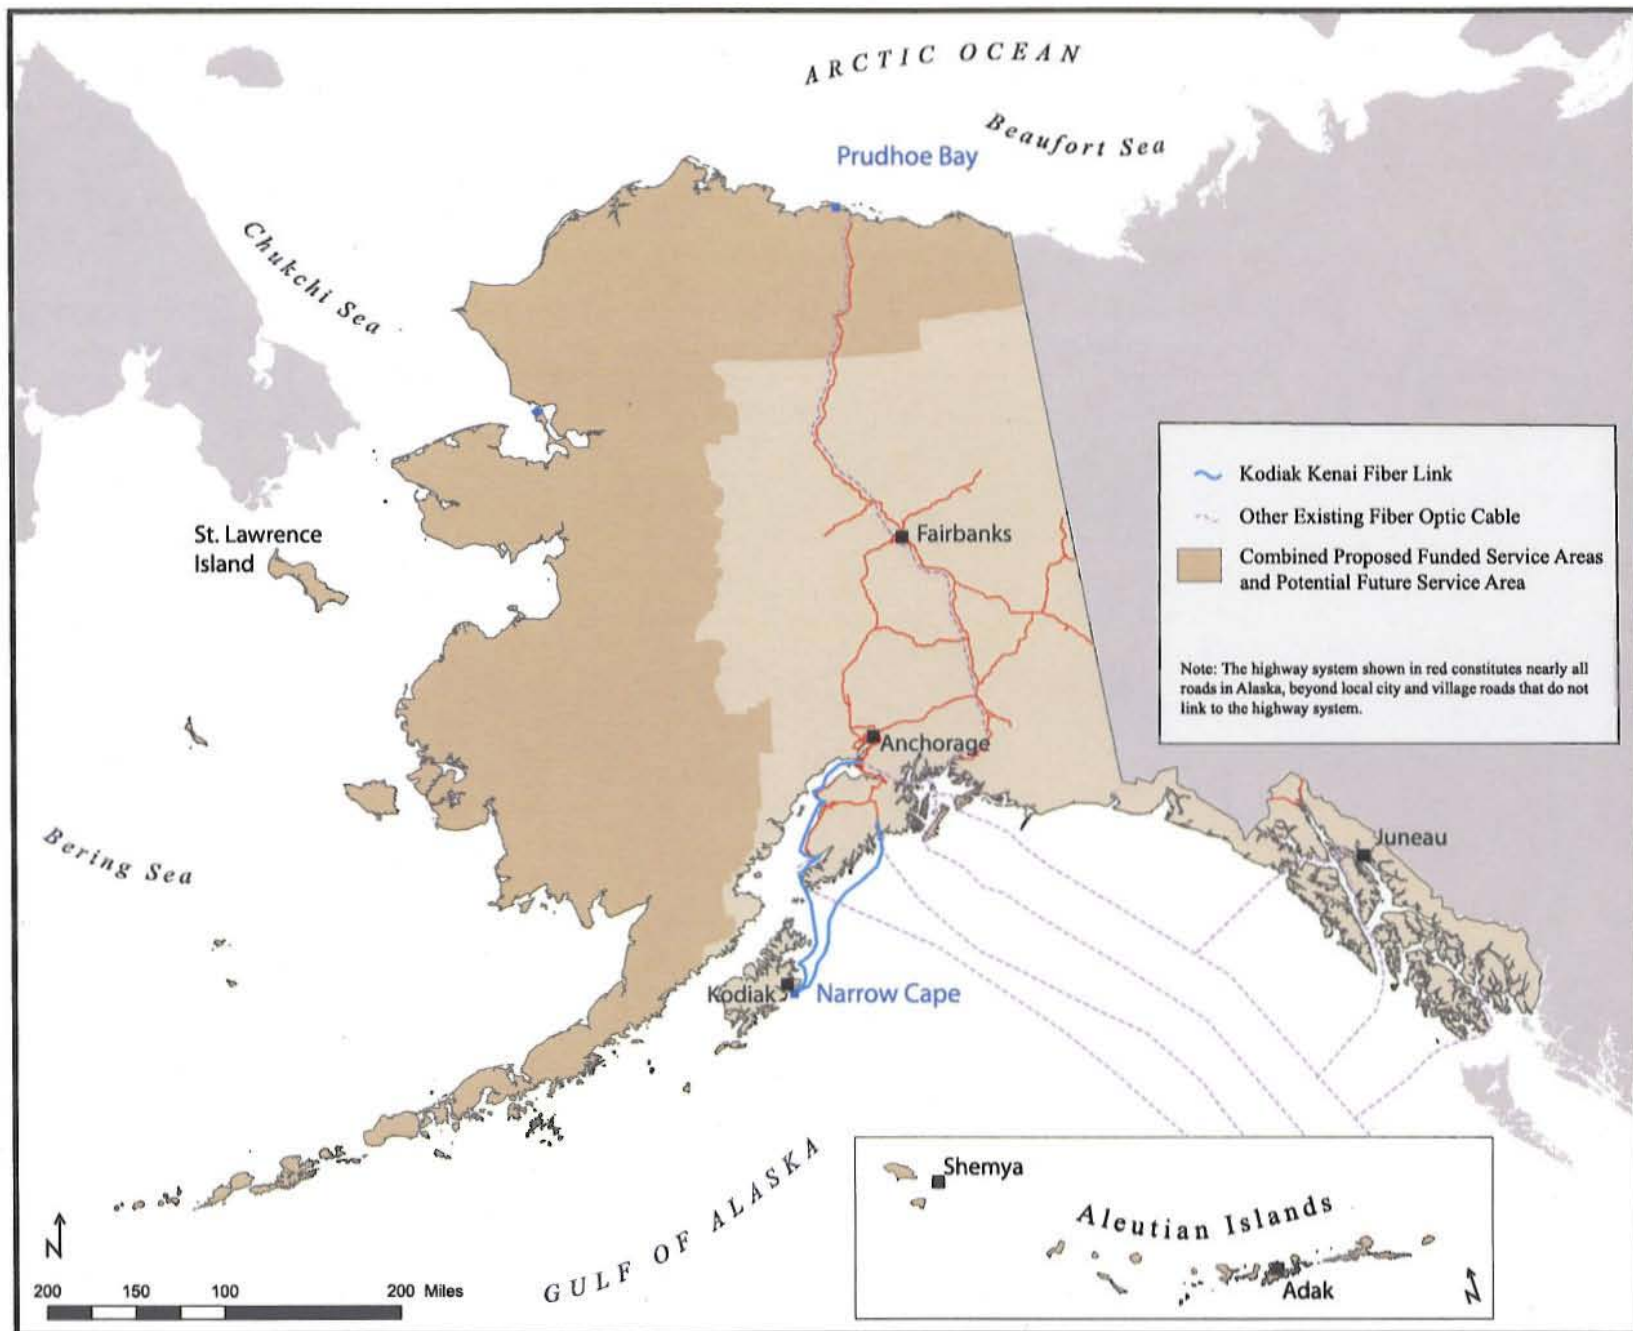 ARCTIC OCEAN
Beaufort Sea
Prudhoe Bay
Chukchi Sea
Kodiak Kenai Fiber Link
Other Existing Fiber Optic Cable
Combined Proposed Funded Service Areas
and Potential Future Service Area
Note: The highway system shown in red constitutes nearly all
roads in Alaska, beyond local city and village roads that do not
link to the highway system.
St. Lawrence
Island
Fairbanks
Anchorage
Juneau
Bering Sea
Kodiak
Narrow Cape
GULF OF ALASKA
Shemya
Aleutian Islands
Adak
N
N
200 150 100 200 Miles